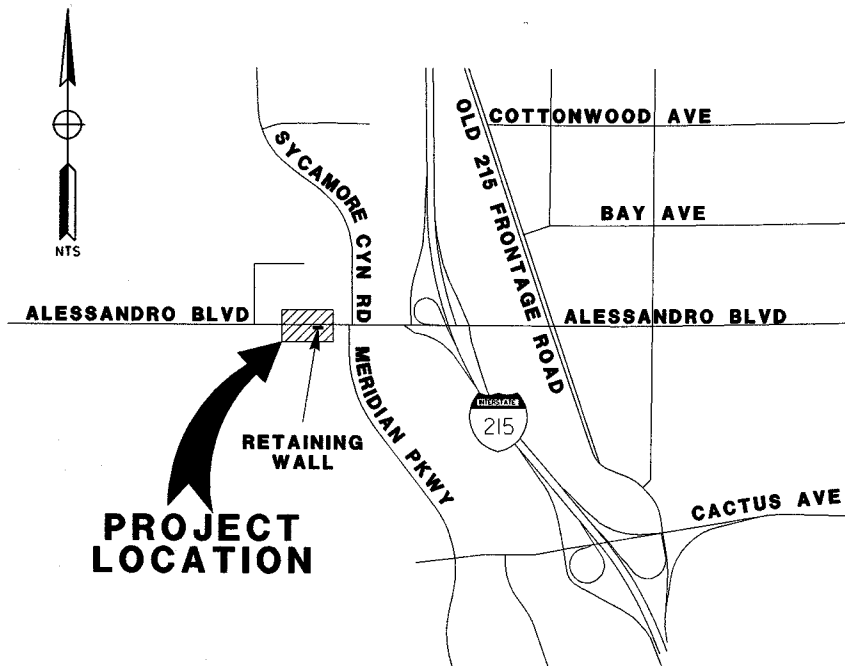 COTTONWOOD AVE
OLD 215 FRONTAGE ROAD
SYCAMORE CYN RD
BAY AVE
NTS
ALESSANDRO BLVD
ALESSANDRO BLVD
MERIDIAN PKWY
INTERSTATE
215
RETAINING
WALL
CACTUS AVE
PROJECT
LOCATION